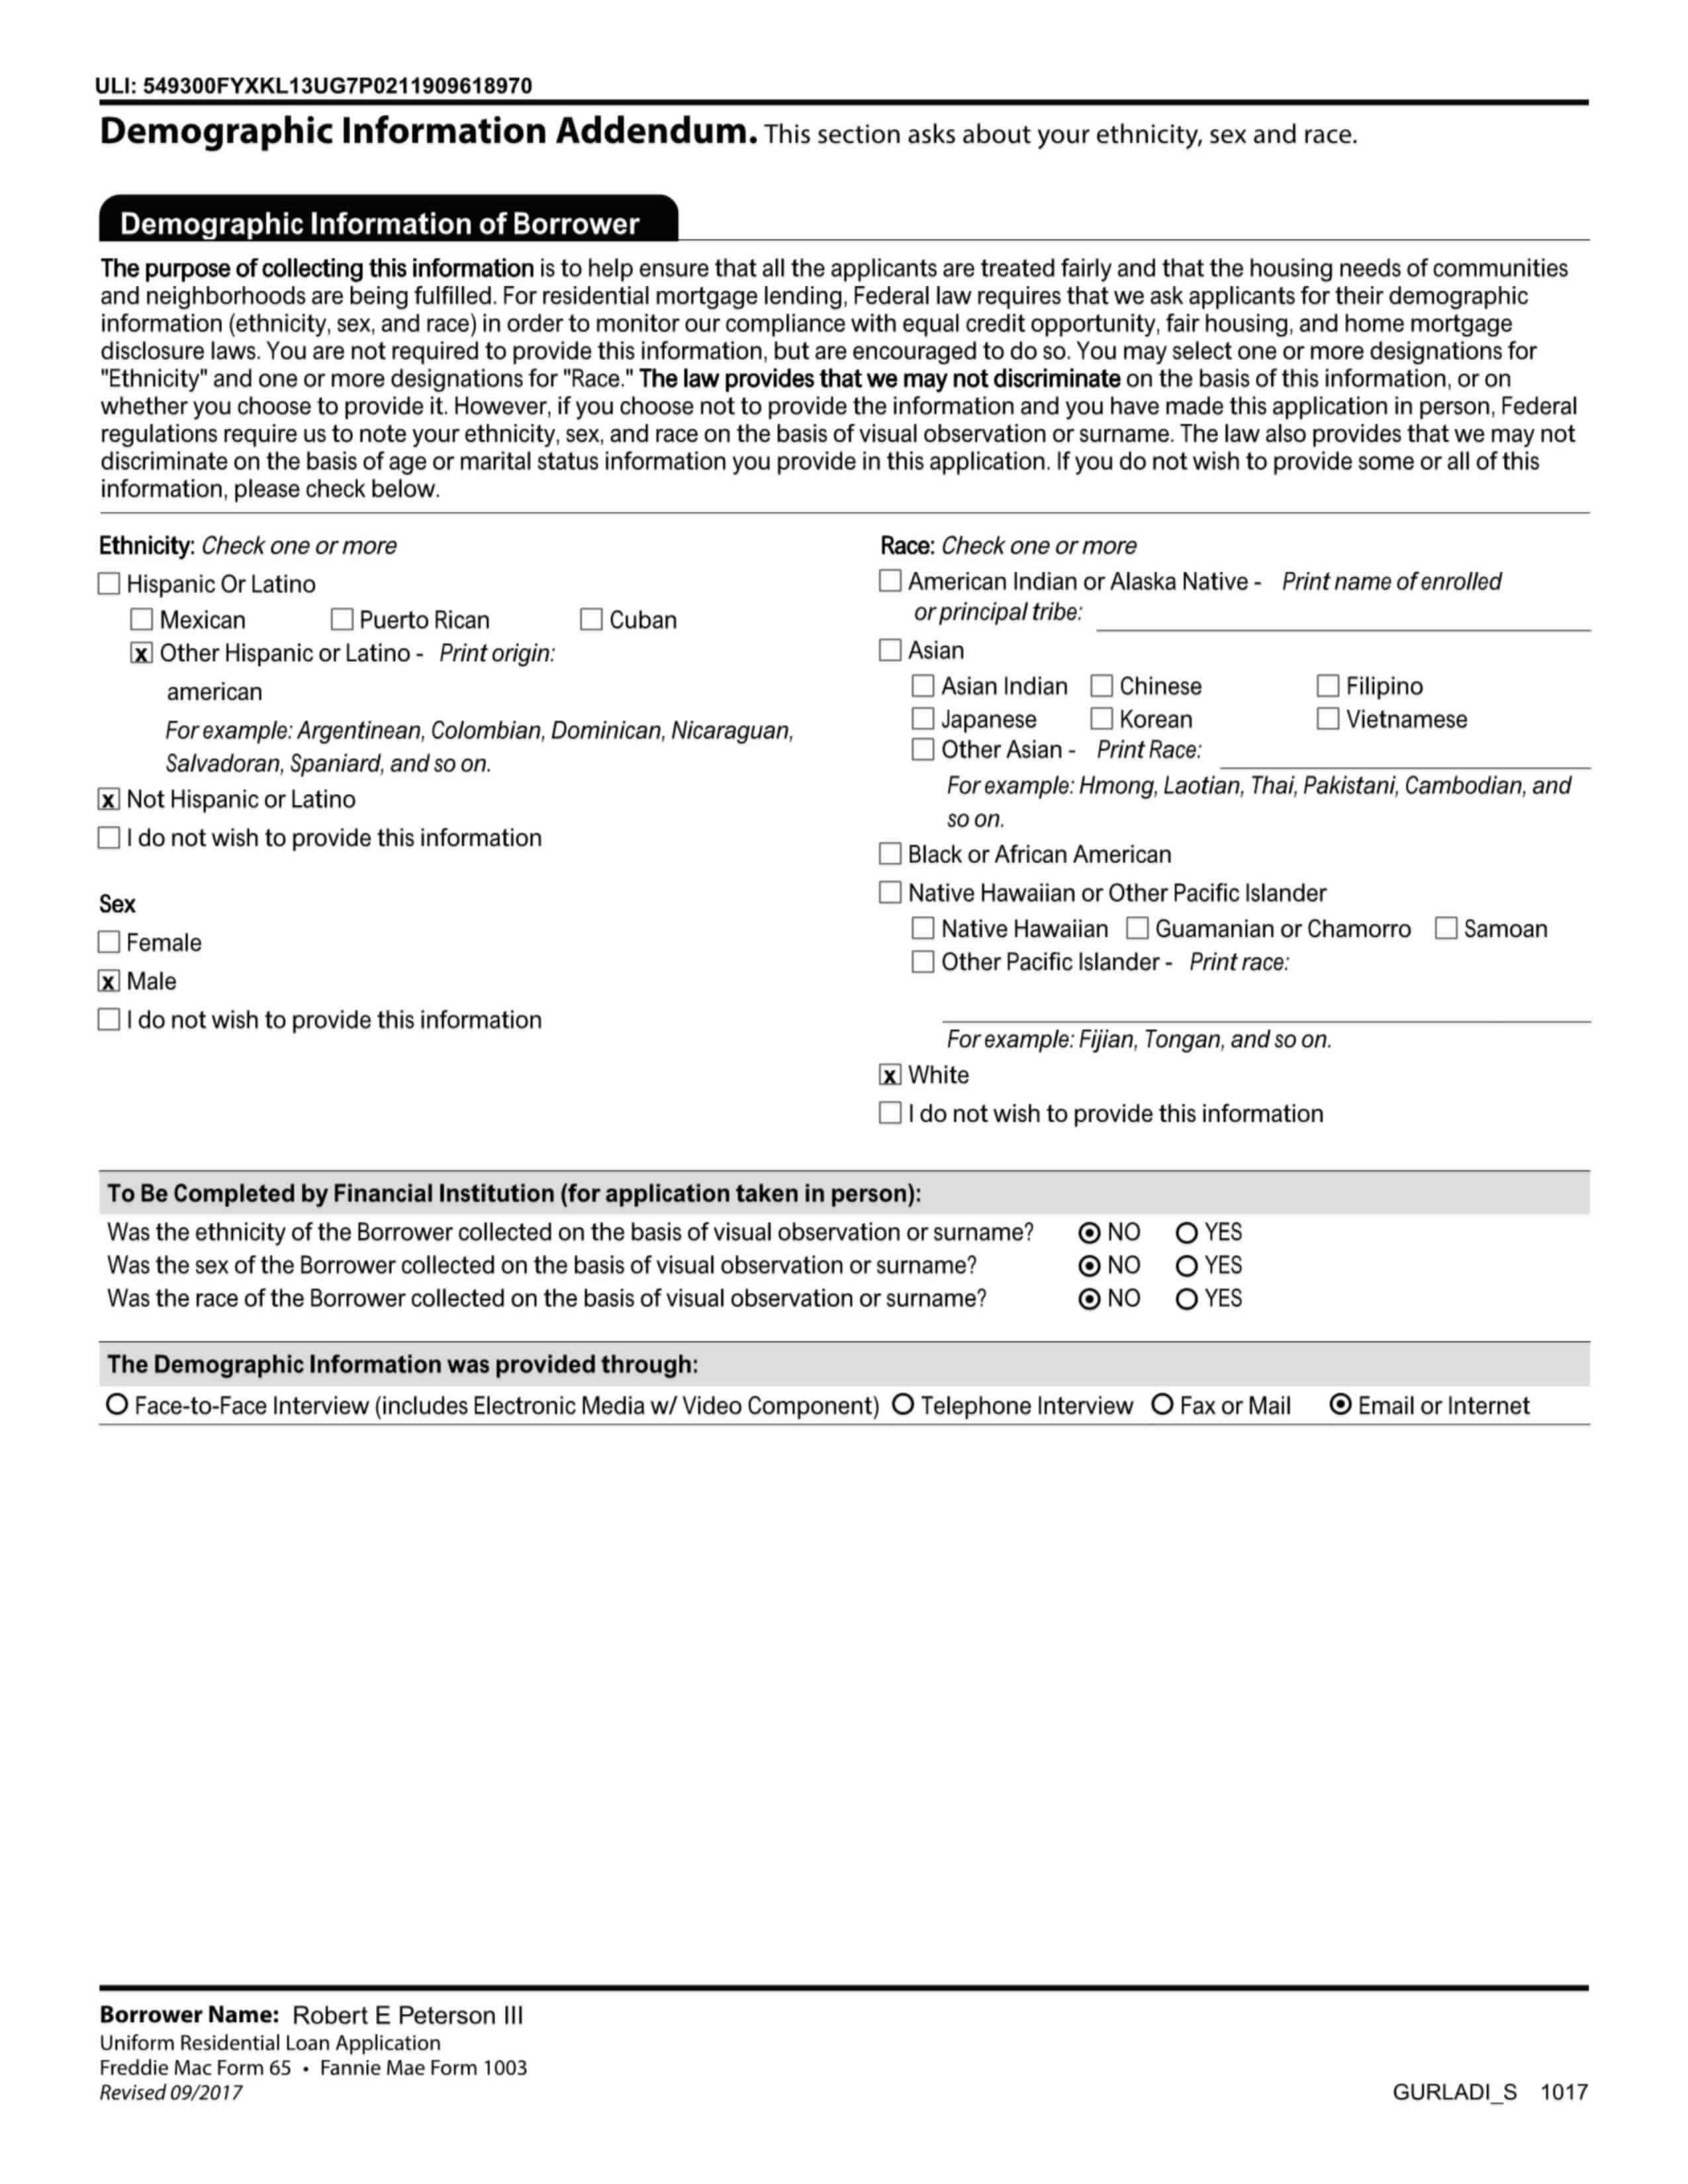 ULI: 549300FYXKL13UG7P0211909618970
Demographic Information Addendum. This section asks about your ethnicity, sex and race.
Demographic Information of Borrower
The purpose of collecting this information is to help ensure that all the applicants are treated fairly and that the housing needs of communities
and neighborhoods are being fulfilled. For residential mortgage lending, Federal law requires that we ask applicants for their demographic
information (ethnicity, sex, and race) in order to monitor our compliance with equal credit opportunity, fair housing, and home mortgage
disclosure laws. You are not required to provide this information, but are encouraged to do so. You may select one or more designations for
"Ethnicity" and one or more designations for "Race." The law provides that we may not discriminate on the basis of this information, or on
whether you choose to provide it. However, if you choose not to provide the information and you have made this application in person, Federal
regulations require us to note your ethnicity, sex, and race on the basis of visual observation or surname. The law also provides that we may not
discriminate on the basis of age or marital status information you provide in this application. If you do not wish to provide some or all of this
information, please check below.
Ethnicity: Check one or more
Hispanic Or Latino
Mexican Puerto Rican Cuban
x Other Hispanic or Latino - Print origin:
american
For example: Argentinean, Colombian, Dominican, Nicaraguan,
Salvadoran, Spaniard, and so on.
x Not Hispanic or Latino
I do not wish to provide this information
Sex
Female
x Male
I do not wish to provide this information
Race: Check one or more
American Indian or Alaska Native - Print name of enrolled
or principal tribe:
Asian
Asian Indian Chinese Filipino
Japanese Korean Vietnamese
Other Asian - Print Race:
For example: Hmong, Laotian, Thai, Pakistani, Cambodian, and
so on.
Black or African American
Native Hawaiian or Other Pacific Islander
Native Hawaiian Guamanian or Chamorro Samoan
Other Pacific Islander - Print race:
For example: Fijian, Tongan, and so on.
x White
I do not wish to provide this information
To Be Completed by Financial Institution (for application taken in person):
Was the ethnicity of the Borrower collected on the basis of visual observation or surname? NO YES
Was the sex of the Borrower collected on the basis of visual observation or surname? NO YES
Was the race of the Borrower collected on the basis of visual observation or surname? NO YES
The Demographic Information was provided through:
Face-to-Face Interview (includes Electronic Media w/ Video Component) Telephone Interview Fax or Mail Email or Internet
Borrower Name: Robert E Peterson III
Uniform Residential Loan Application
Freddie Mac Form 65 • Fannie Mae Form 1003
Revised 09/2017
GURLADI_S 1017